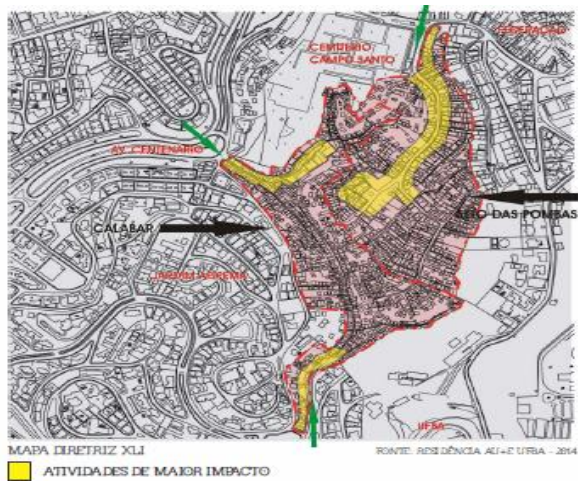 FEDERAÇÃO
CEMITÉRIO
CAMPO SANTO
AV. CENTENÁRIO
CALABAR
ALTO DAS POMBAS
JARDIM APIPEMA
UFBA
MAPA DIRETRIZ XLI
FONTE: RESIDÊNCIA AU+E UFBA - 2014
ATIVIDADES DE MAIOR IMPACTO